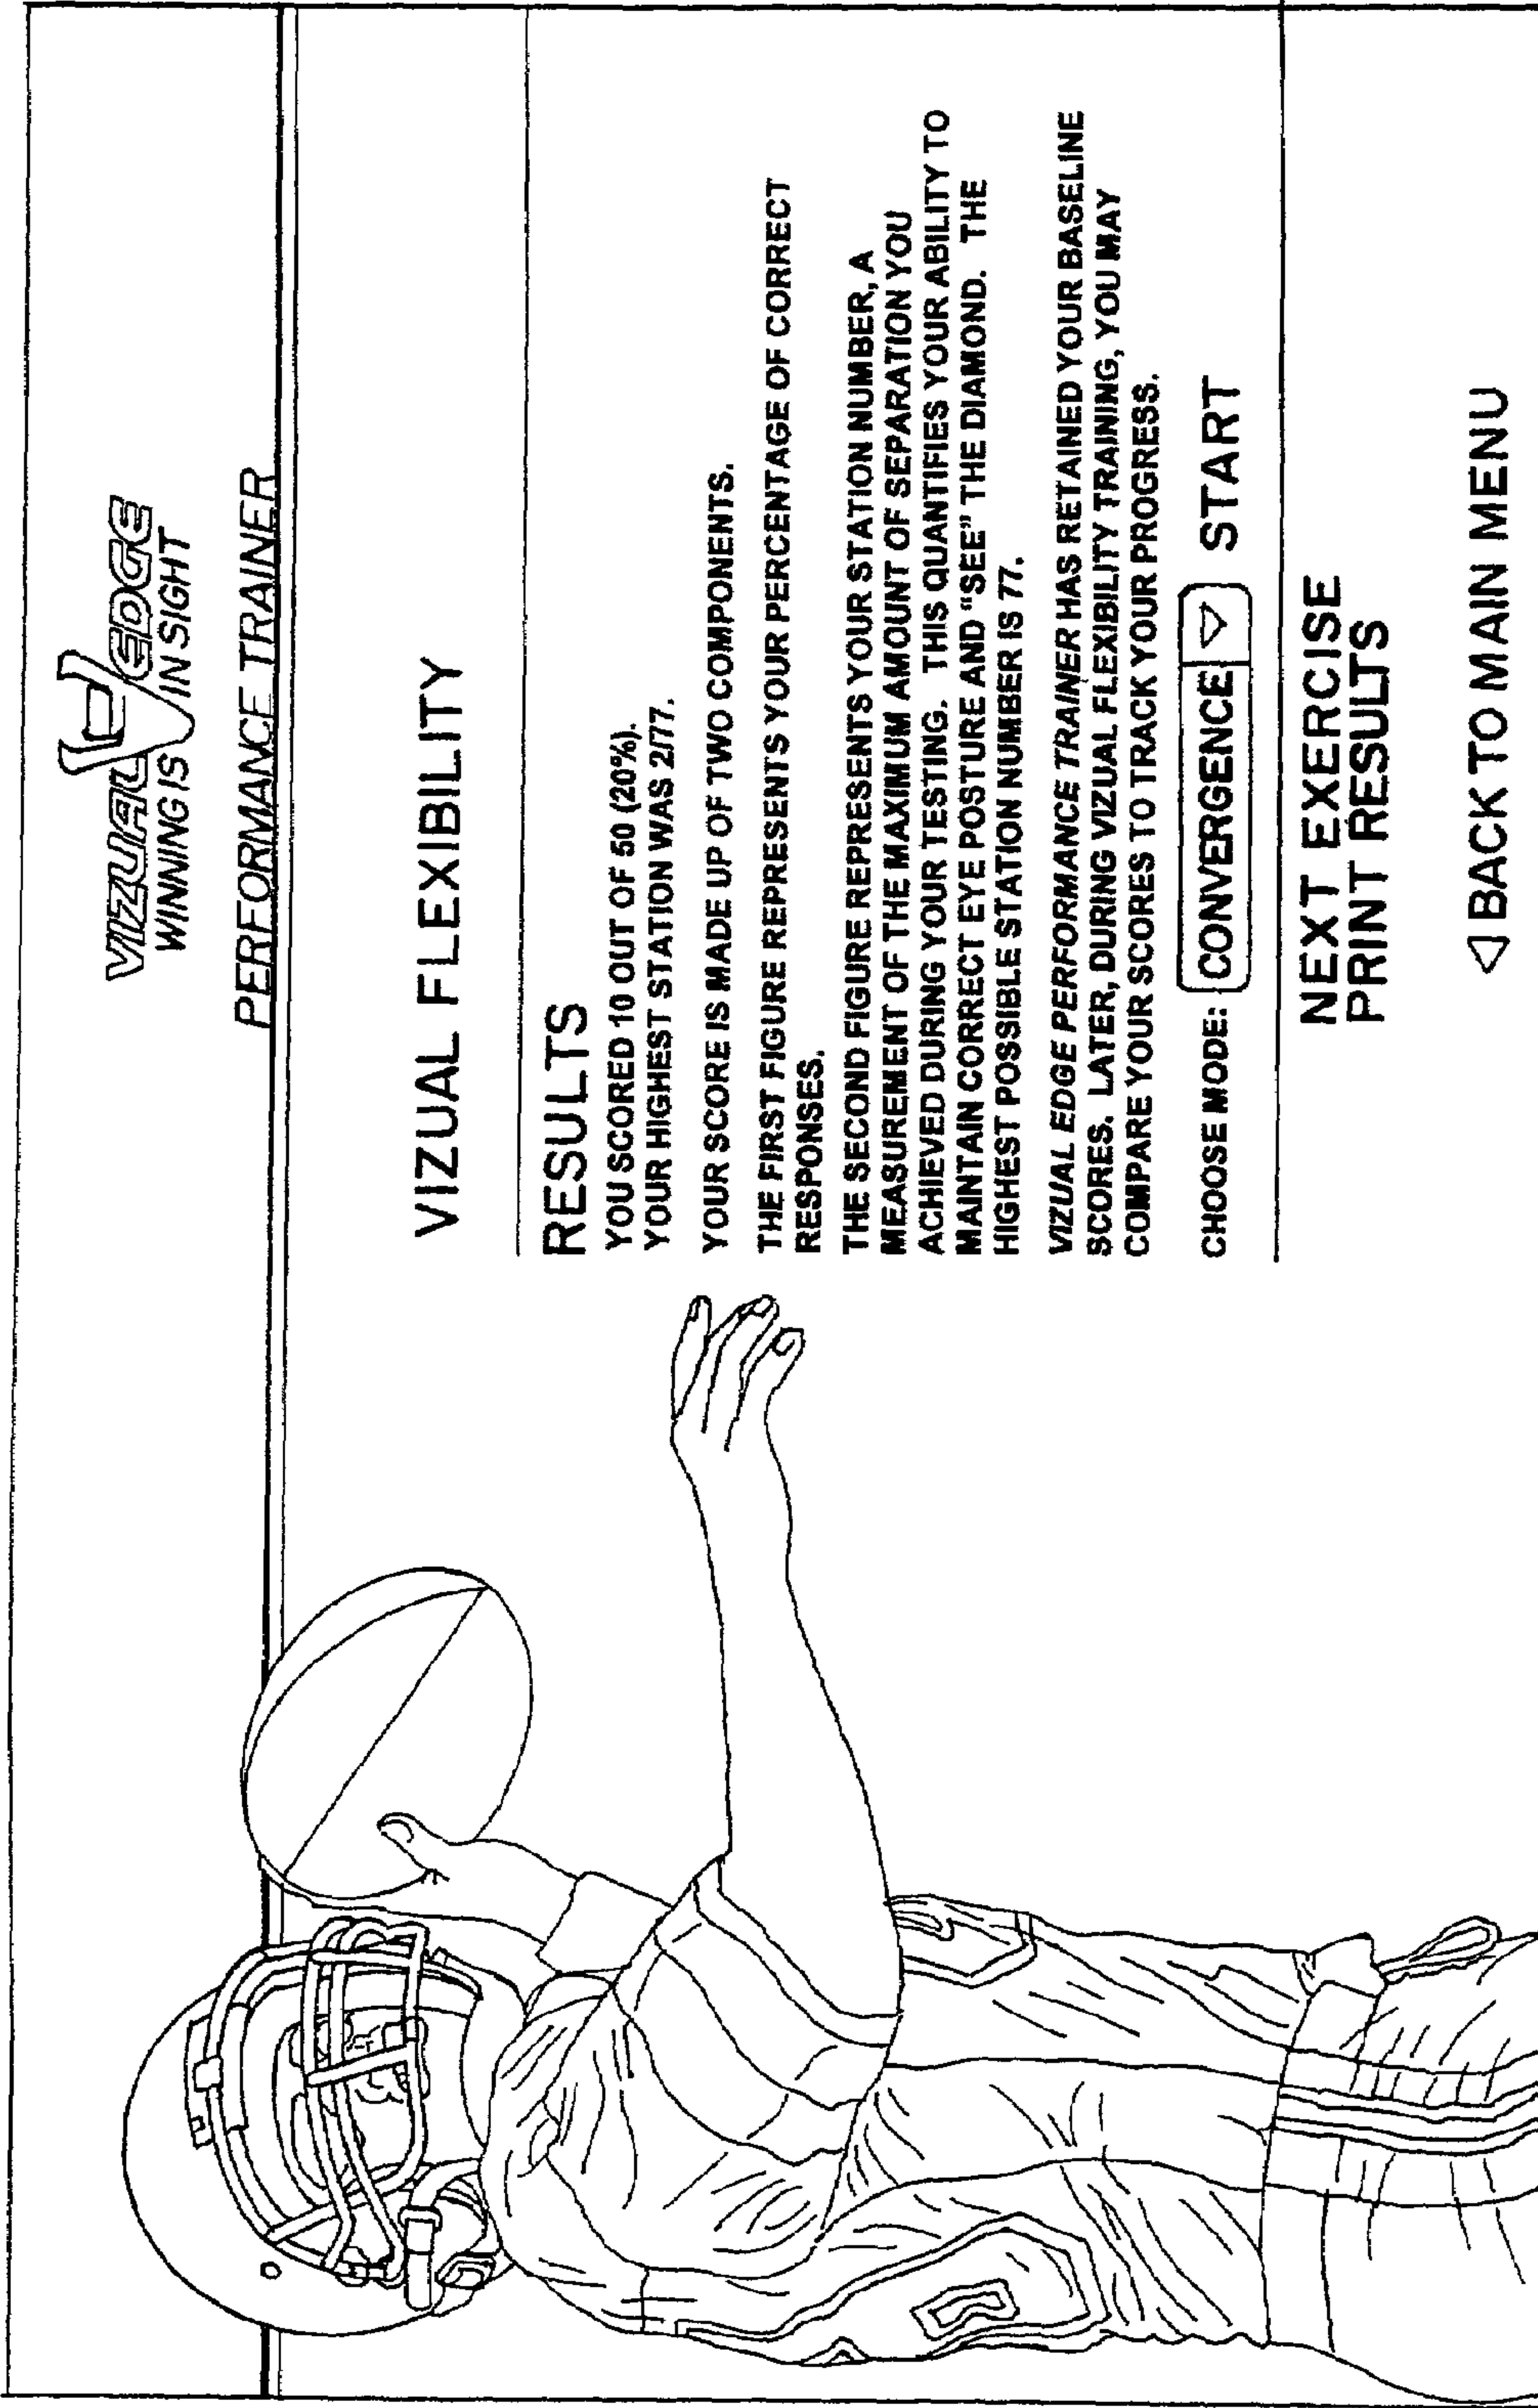 VIZUAL EDGE
WINNING IS IN SIGHT
PERFORMANCE TRAINER
VIZUAL FLEXIBILITY
RESULTS
YOU SCORED 10 OUT OF 50 (20%).
YOUR HIGHEST STATION WAS 2/77.
YOUR SCORE IS MADE UP OF TWO COMPONENTS.
THE FIRST FIGURE REPRESENTS YOUR PERCENTAGE OF CORRECT
RESPONSES.
THE SECOND FIGURE REPRESENTS YOUR STATION NUMBER, A
MEASUREMENT OF THE MAXIMUM AMOUNT OF SEPARATION YOU
ACHIEVED DURING YOUR TESTING. THIS QUANTIFIES YOUR ABILITY TO
MAINTAIN CORRECT EYE POSTURE AND "SEE" THE DIAMOND. THE
HIGHEST POSSIBLE STATION NUMBER IS 77.
VIZUAL EDGE PERFORMANCE TRAINER HAS RETAINED YOUR BASELINE
SCORES. LATER, DURING VIZUAL FLEXIBILITY TRAINING, YOU MAY
COMPARE YOUR SCORES TO TRACK YOUR PROGRESS.
CHOOSE MODE: CONVERGENCE START
NEXT EXERCISE
PRINT RESULTS
BACK TO MAIN MENU